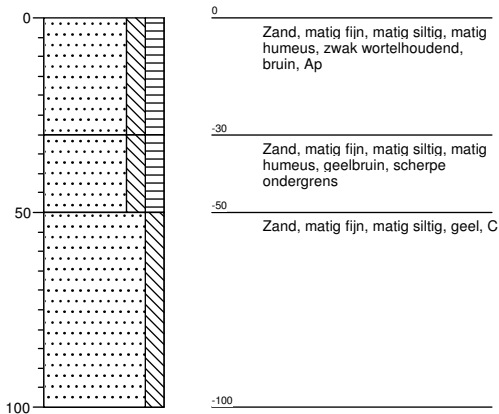 0
0
Zand, matig fijn, matig siltig, matig
humeus, zwak wortelhoudend,
bruin, Ap
-30
Zand, matig fijn, matig siltig, matig
humeus, geelbruin, scherpe
ondergrens
50
-50
Zand, matig fijn, matig siltig, geel, C
100
-100